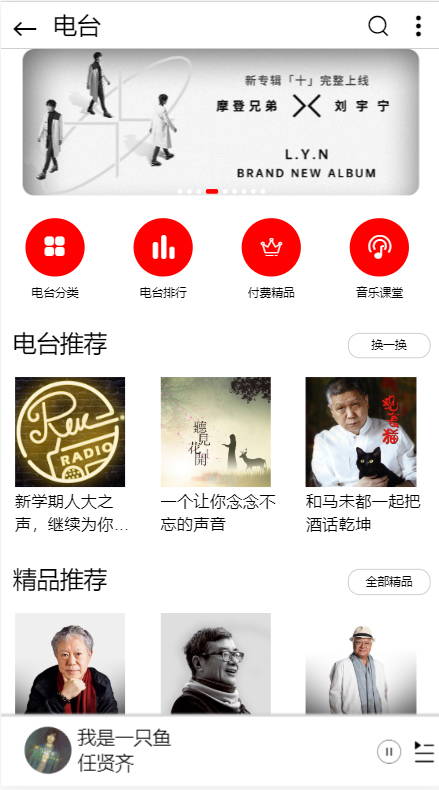 电台
新专辑「十」完整上线
摩登兄弟 刘宇宁
L.Y.N
BRAND NEW ALBUM
电台分类
电台排行
付费精品
音乐课堂
电台推荐
换一换
Ruc
RADIO
聽見
花開
观复猫
新学期人大之
声，继续为你...
一个让你念念不
忘的声音
和马未都一起把
酒话乾坤
精品推荐
全部精品
我是一只鱼
任贤齐